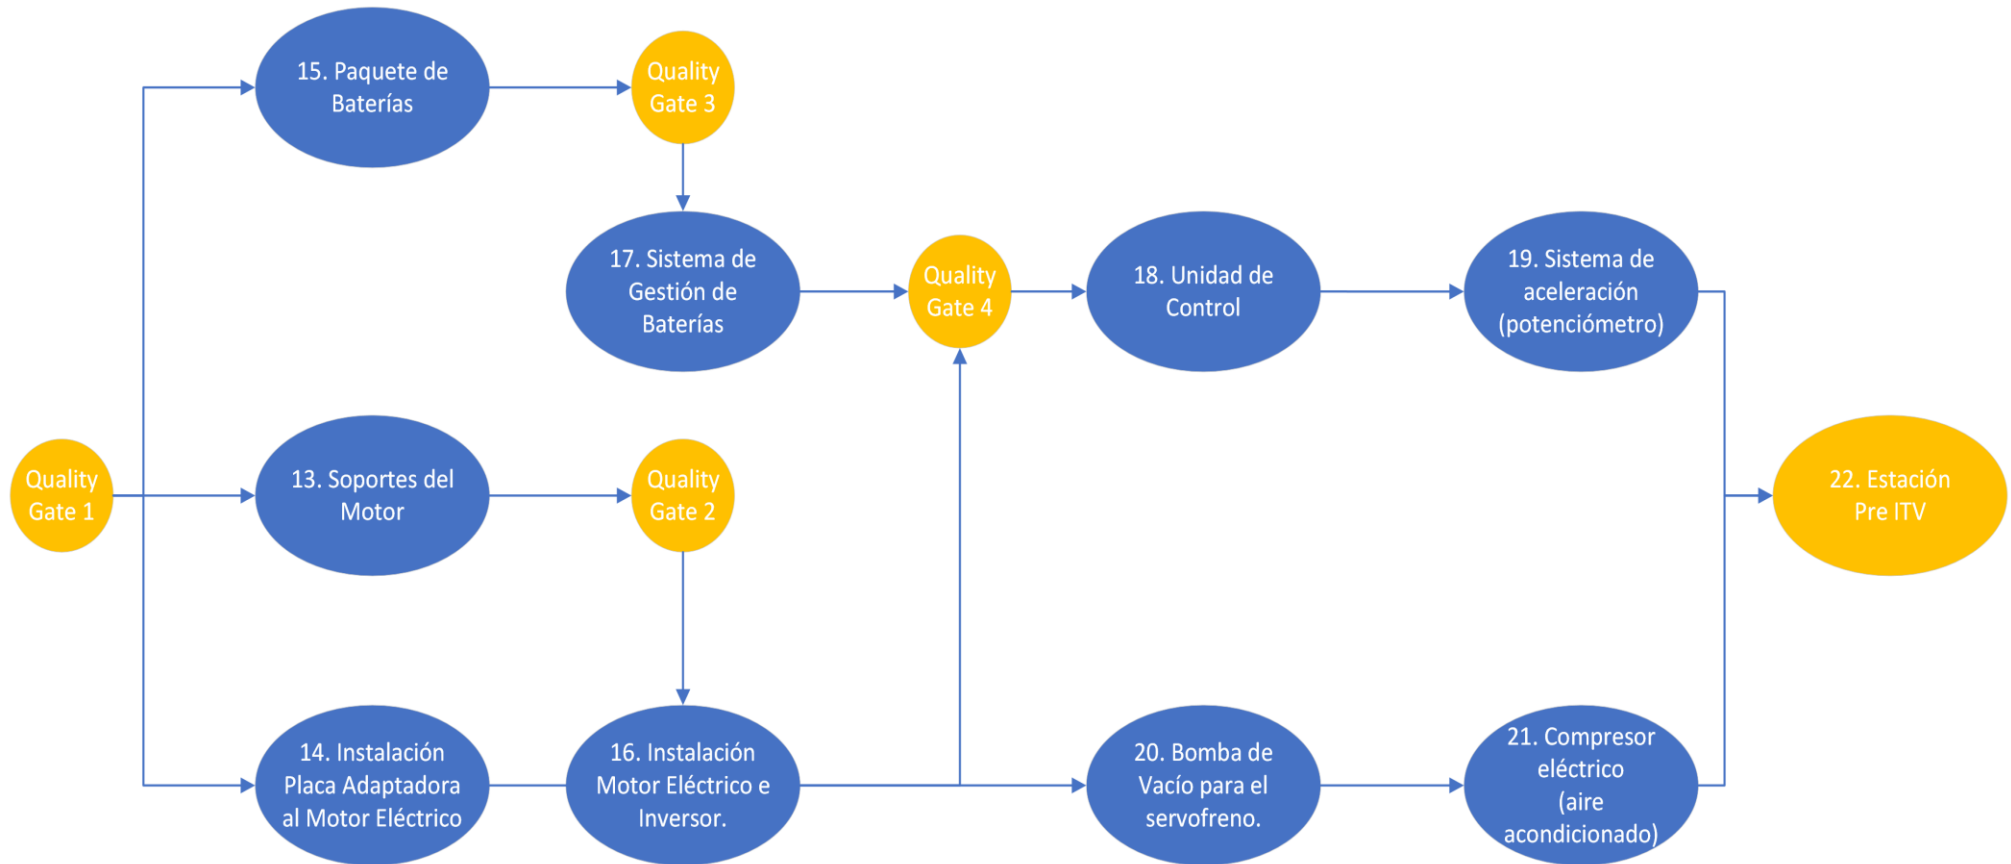 15. Paquete de
Baterías
Quality
Gate 3
17. Sistema de
Gestión de
Baterías
Quality
Gate 4
18. Unidad de
Control
19. Sistema de
aceleración
(potenciómetro)
Quality
Gate 1
13. Soportes del
Motor
Quality
Gate 2
22. Estación
Pre ITV
14. Instalación
Placa Adaptadora
al Motor Eléctrico
16. Instalación
Motor Eléctrico e
Inversor.
20. Bomba de
Vacío para el
servofreno.
21. Compresor
eléctrico
(aire
acondicionado)